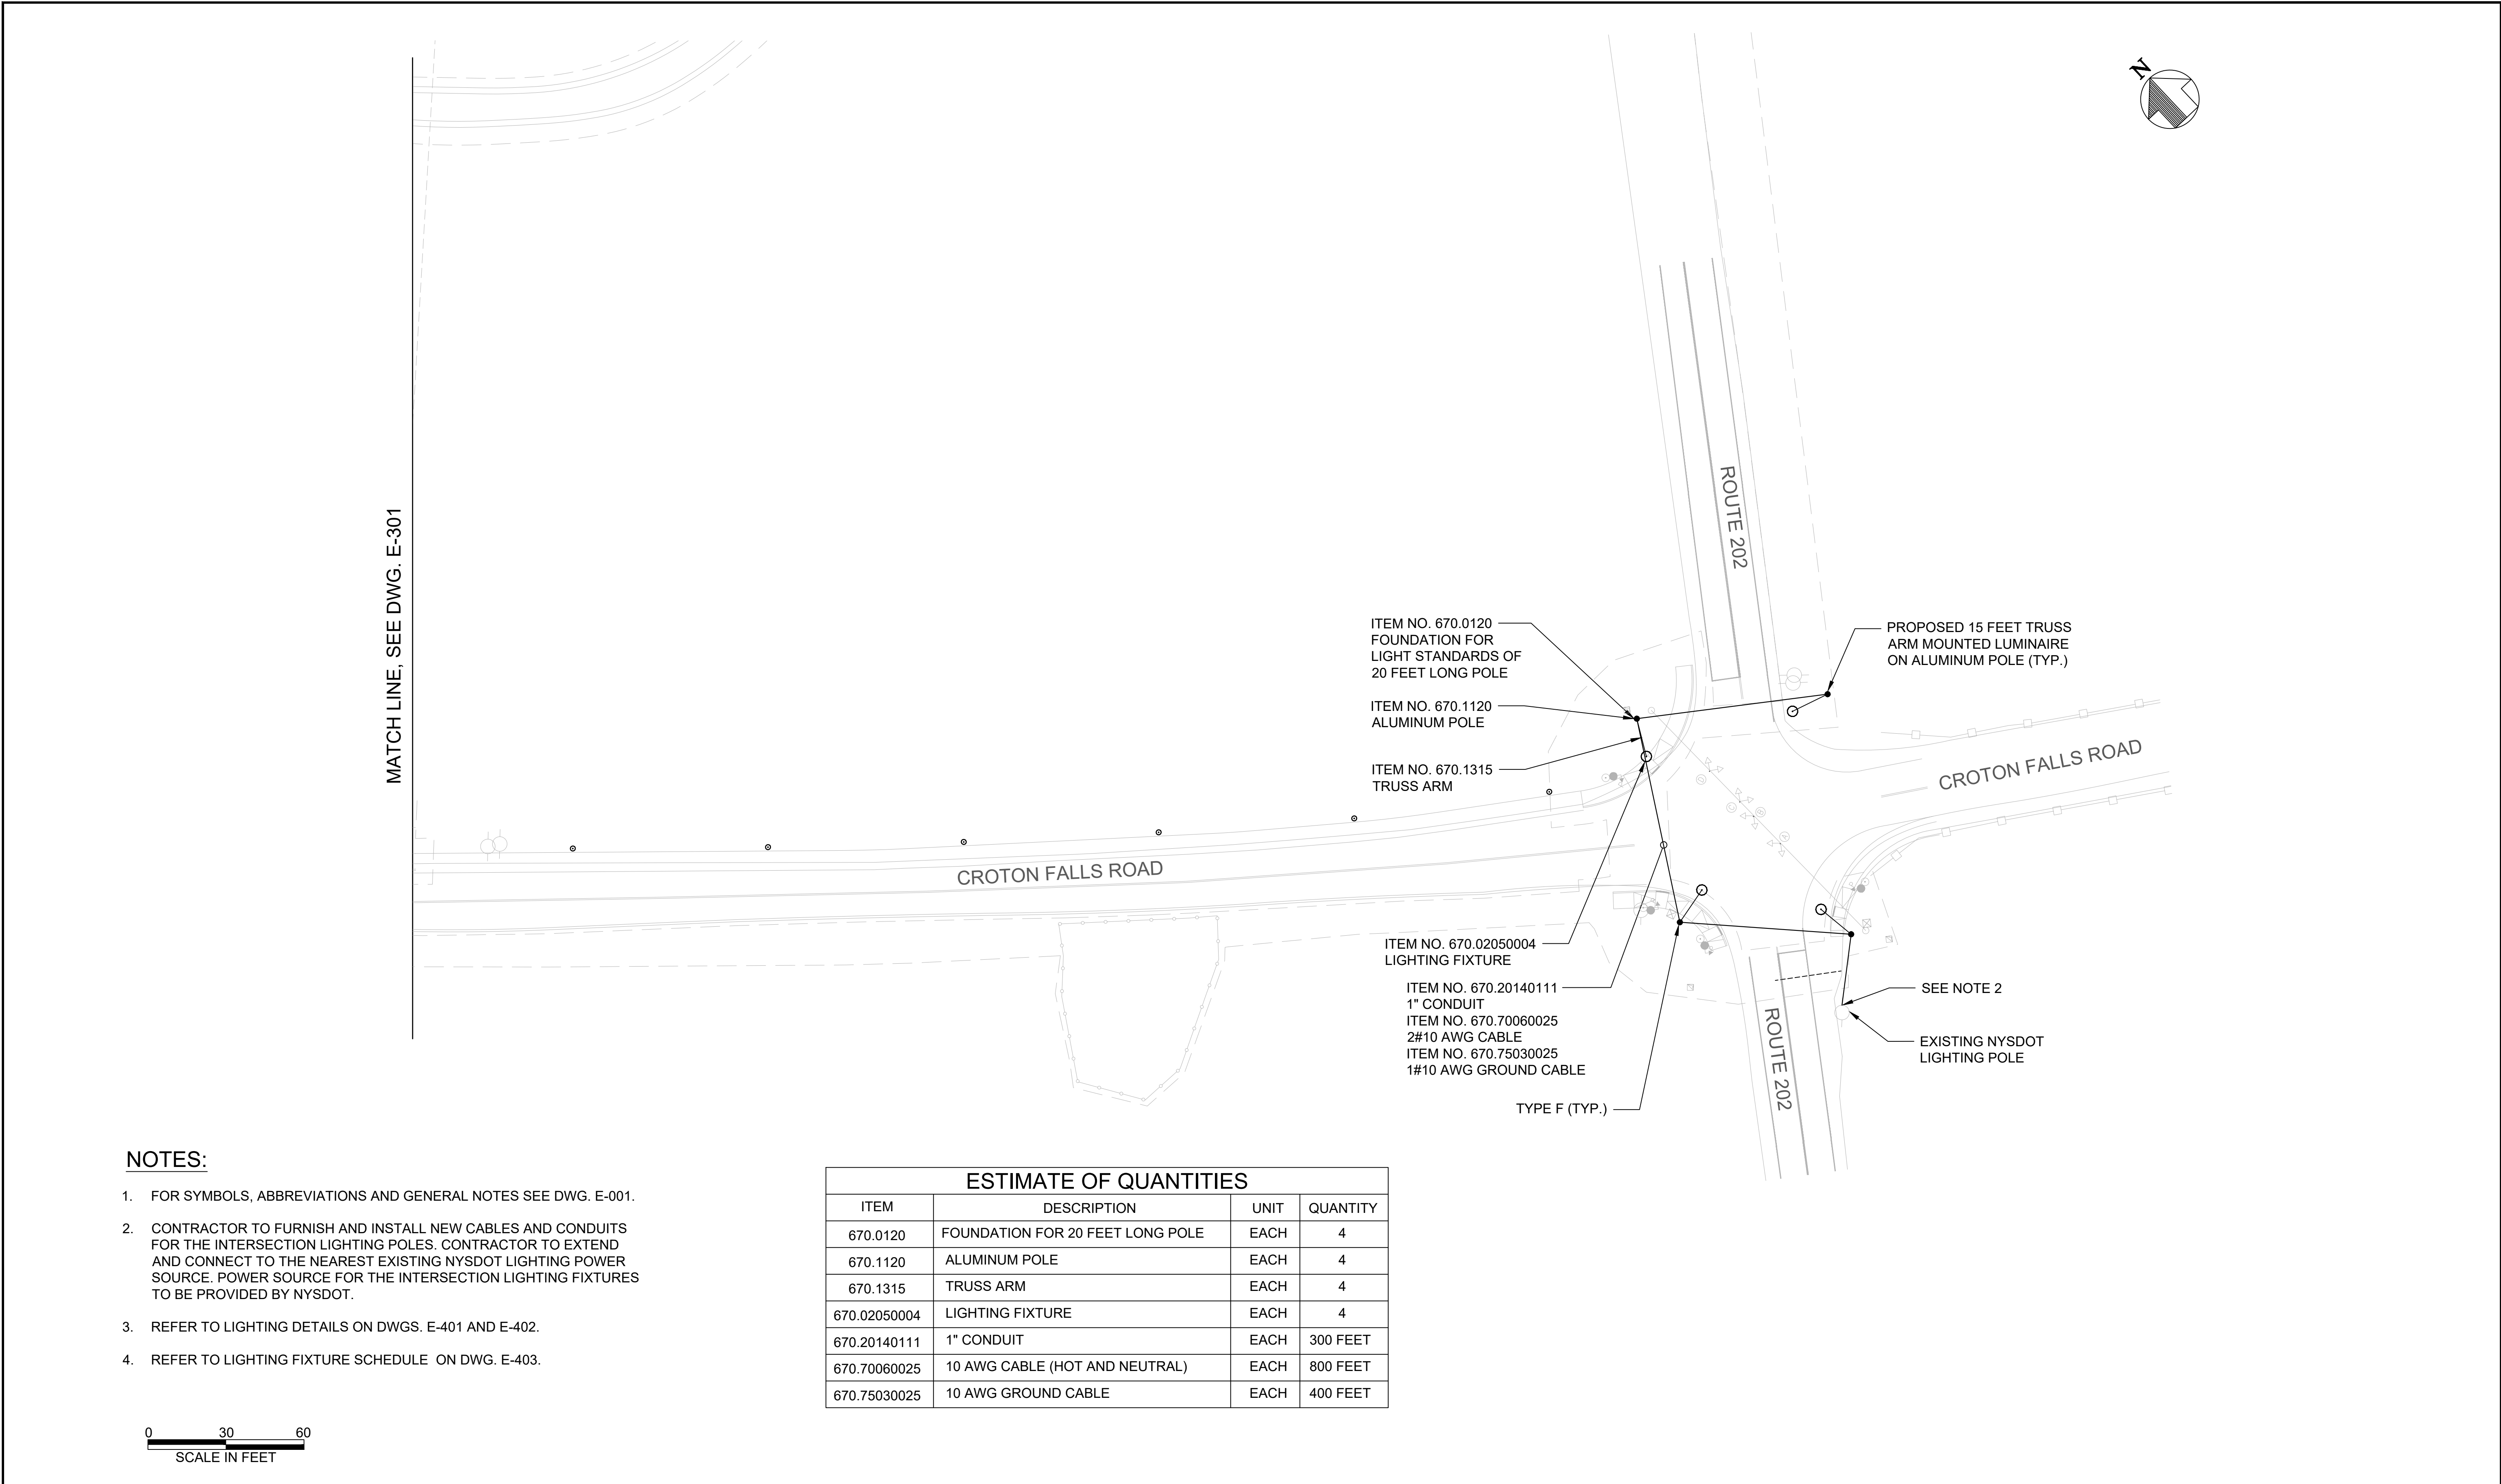 N
MATCH LINE, SEE DWG. E-301
ROUTE 202
ITEM NO. 670.0120
FOUNDATION FOR
LIGHT STANDARDS OF
20 FEET LONG POLE
ITEM NO. 670.1120
ALUMINUM POLE
ITEM NO. 670.1315
TRUSS ARM
PROPOSED 15 FEET TRUSS
ARM MOUNTED LUMINAIRE
ON ALUMINUM POLE (TYP.)
CROTON FALLS ROAD
CROTON FALLS ROAD
ITEM NO. 670.02050004
LIGHTING FIXTURE
ITEM NO. 670.20140111
1" CONDUIT
ITEM NO. 670.70060025
2#10 AWG CABLE
ITEM NO. 670.75030025
1#10 AWG GROUND CABLE
TYPE F (TYP.)
SEE NOTE 2
EXISTING NYSDOT
LIGHTING POLE
ROUTE 202
NOTES:
1. FOR SYMBOLS, ABBREVIATIONS AND GENERAL NOTES SEE DWG. E-001.
2. CONTRACTOR TO FURNISH AND INSTALL NEW CABLES AND CONDUITS
FOR THE INTERSECTION LIGHTING POLES. CONTRACTOR TO EXTEND
AND CONNECT TO THE NEAREST EXISTING NYSDOT LIGHTING POWER
SOURCE. POWER SOURCE FOR THE INTERSECTION LIGHTING FIXTURES
TO BE PROVIDED BY NYSDOT.
3. REFER TO LIGHTING DETAILS ON DWGS. E-401 AND E-402.
4. REFER TO LIGHTING FIXTURE SCHEDULE ON DWG. E-403.
ESTIMATE OF QUANTITIES
ITEM DESCRIPTION UNIT QUANTITY
670.0120 FOUNDATION FOR 20 FEET LONG POLE EACH 4
670.1120 ALUMINUM POLE EACH 4
670.1315 TRUSS ARM EACH 4
670.02050004 LIGHTING FIXTURE EACH 4
670.20140111 1" CONDUIT EACH 300 FEET
670.70060025 10 AWG CABLE (HOT AND NEUTRAL) EACH 800 FEET
670.75030025 10 AWG GROUND CABLE EACH 400 FEET
0 30 60
SCALE IN FEET